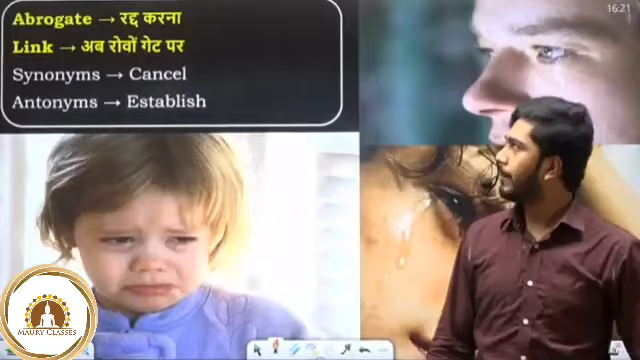 Abrogate → रद्द करना
Link → अब रोवों गेट पर
Synonyms → Cancel
Antonyms → Establish
16:21
MAURY CLASSES